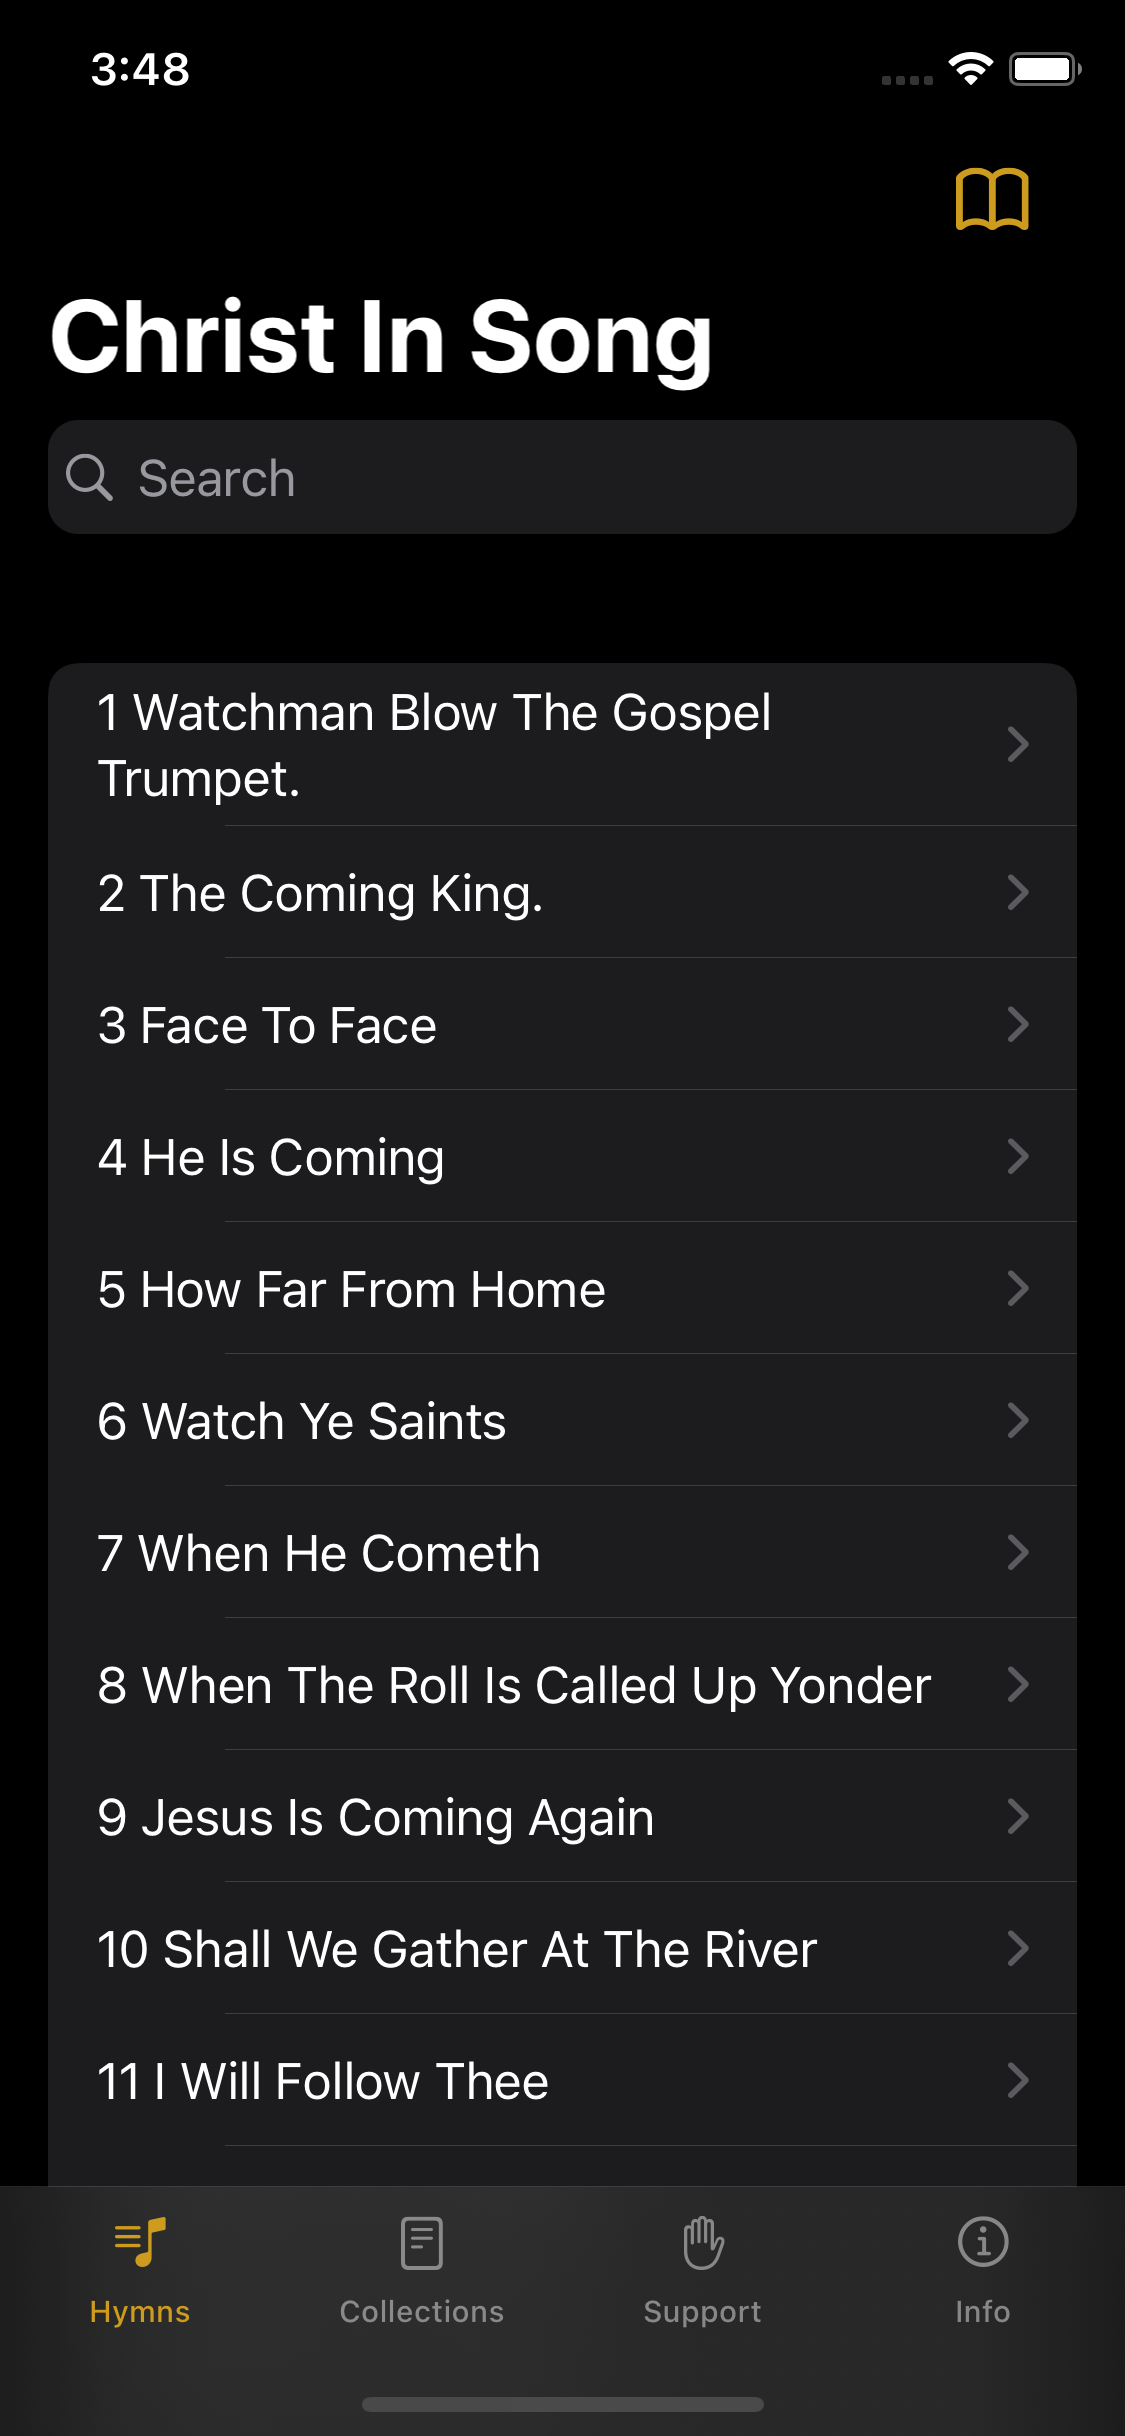 3:48
Christ In Song
Search
1 Watchman Blow The Gospel
Trumpet.
2 The Coming King.
3 Face To Face
4 He Is Coming
5 How Far From Home
6 Watch Ye Saints
7 When He Cometh
8 When The Roll Is Called Up Yonder
9 Jesus Is Coming Again
10 Shall We Gather At The River
11 I Will Follow Thee
Hymns Collections Support Info